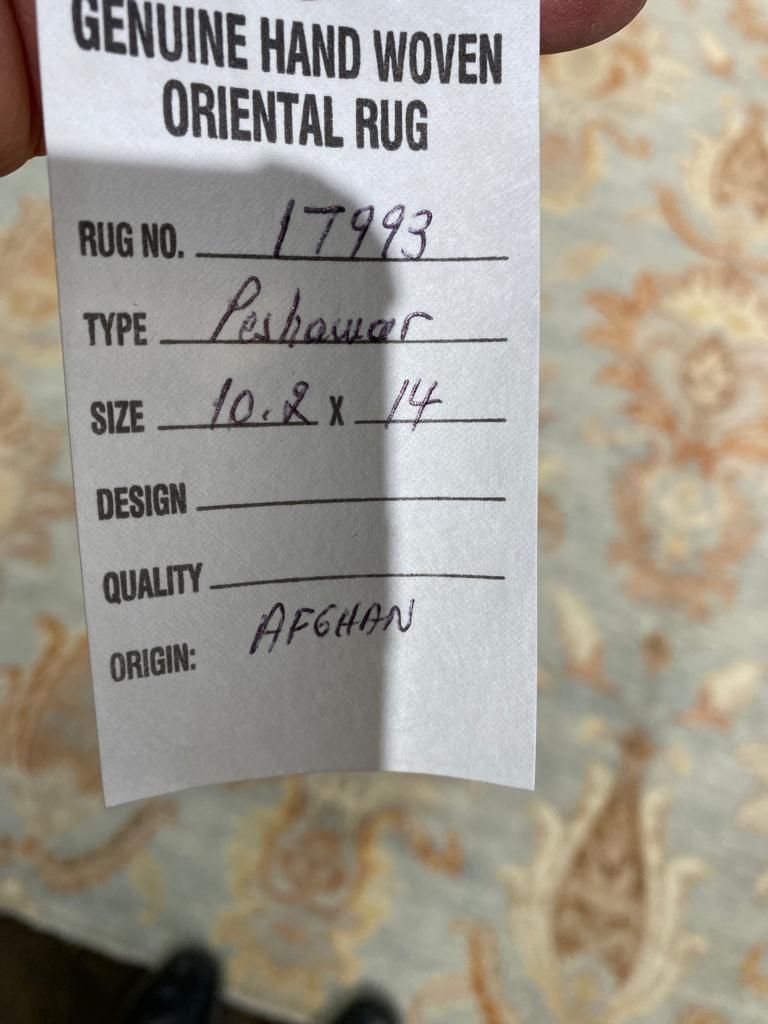 GENUINE HAND WOVEN
ORIENTAL RUG
RUG NO. 17993
TYPE Peshawar
SIZE 10.2 X 14
DESIGN
QUALITY
ORIGIN: AFGHAN